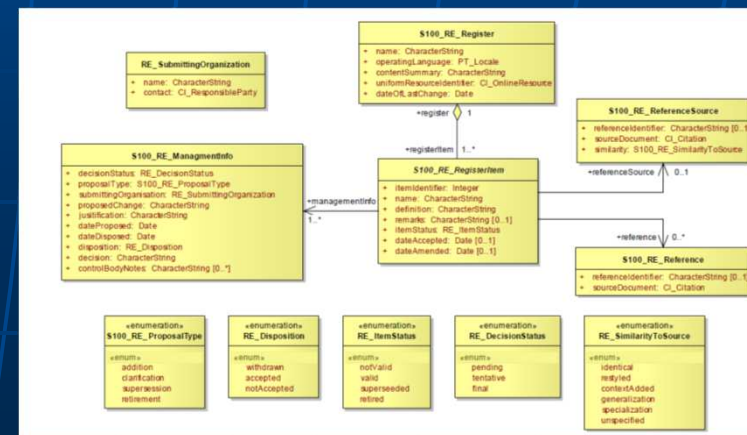 S100_RE_Register
+ name: CharacterString
+ operatingLanguage: PT_Locale
+ contentSummary: CharacterString
+ uniformResourceIdentifier: CI_OnlineResource
+ dateOfLastChange: Date
RE_SubmittingOrganization
+ name: CharacterString
+ contact: CI_ResponsibleParty
+register 1
+registerItem 1..*
S100_RE_ManagmentInfo
+ decisionStatus: RE_DecisionStatus
+ proposalType: S100_RE_ProposalType
+ submittingOrganisation: RE_SubmittingOrganization
+ proposedChange: CharacterString
+ justification: CharacterString
+ dateProposed: Date
+ dateDisposed: Date
+ disposition: RE_Disposition
+ decision: CharacterString
+ controlBodyNotes: CharacterString [0..*]
+managementInfo
1..*
S100_RE_RegisterItem
+ itemIdentifier: Integer
+ name: CharacterString
+ definition: CharacterString
+ remarks: CharacterString [0..1]
+ itemStatus: RE_ItemStatus
+ dateAccepted: Date [0..1]
+ dateAmended: Date [0..1]
S100_RE_ReferenceSource
+ referenceIdentifier: CharacterString [0..1
+ sourceDocument: CI_Citation
+ similarity: S100_RE_SimilarityToSource
+referenceSource 0..1
+reference 0..*
S100_RE_Reference
+ referenceIdentifier: CharacterString [0..1]
+ sourceDocument: CI_Citation
«enumeration»
S100_RE_ProposalType
«enum»
addition
clarification
supersession
retirement
«enumeration»
RE_Disposition
«enum»
withdrawn
accepted
notAccepted
«enumeration»
RE_ItemStatus
«enum»
notValid
valid
superseeded
retired
«enumeration»
RE_DecisionStatus
«enum»
pending
tentative
final
«enumeration»
RE_SimilarityToSource
«enum»
identical
restyled
contextAdded
generalization
specialization
unspecified